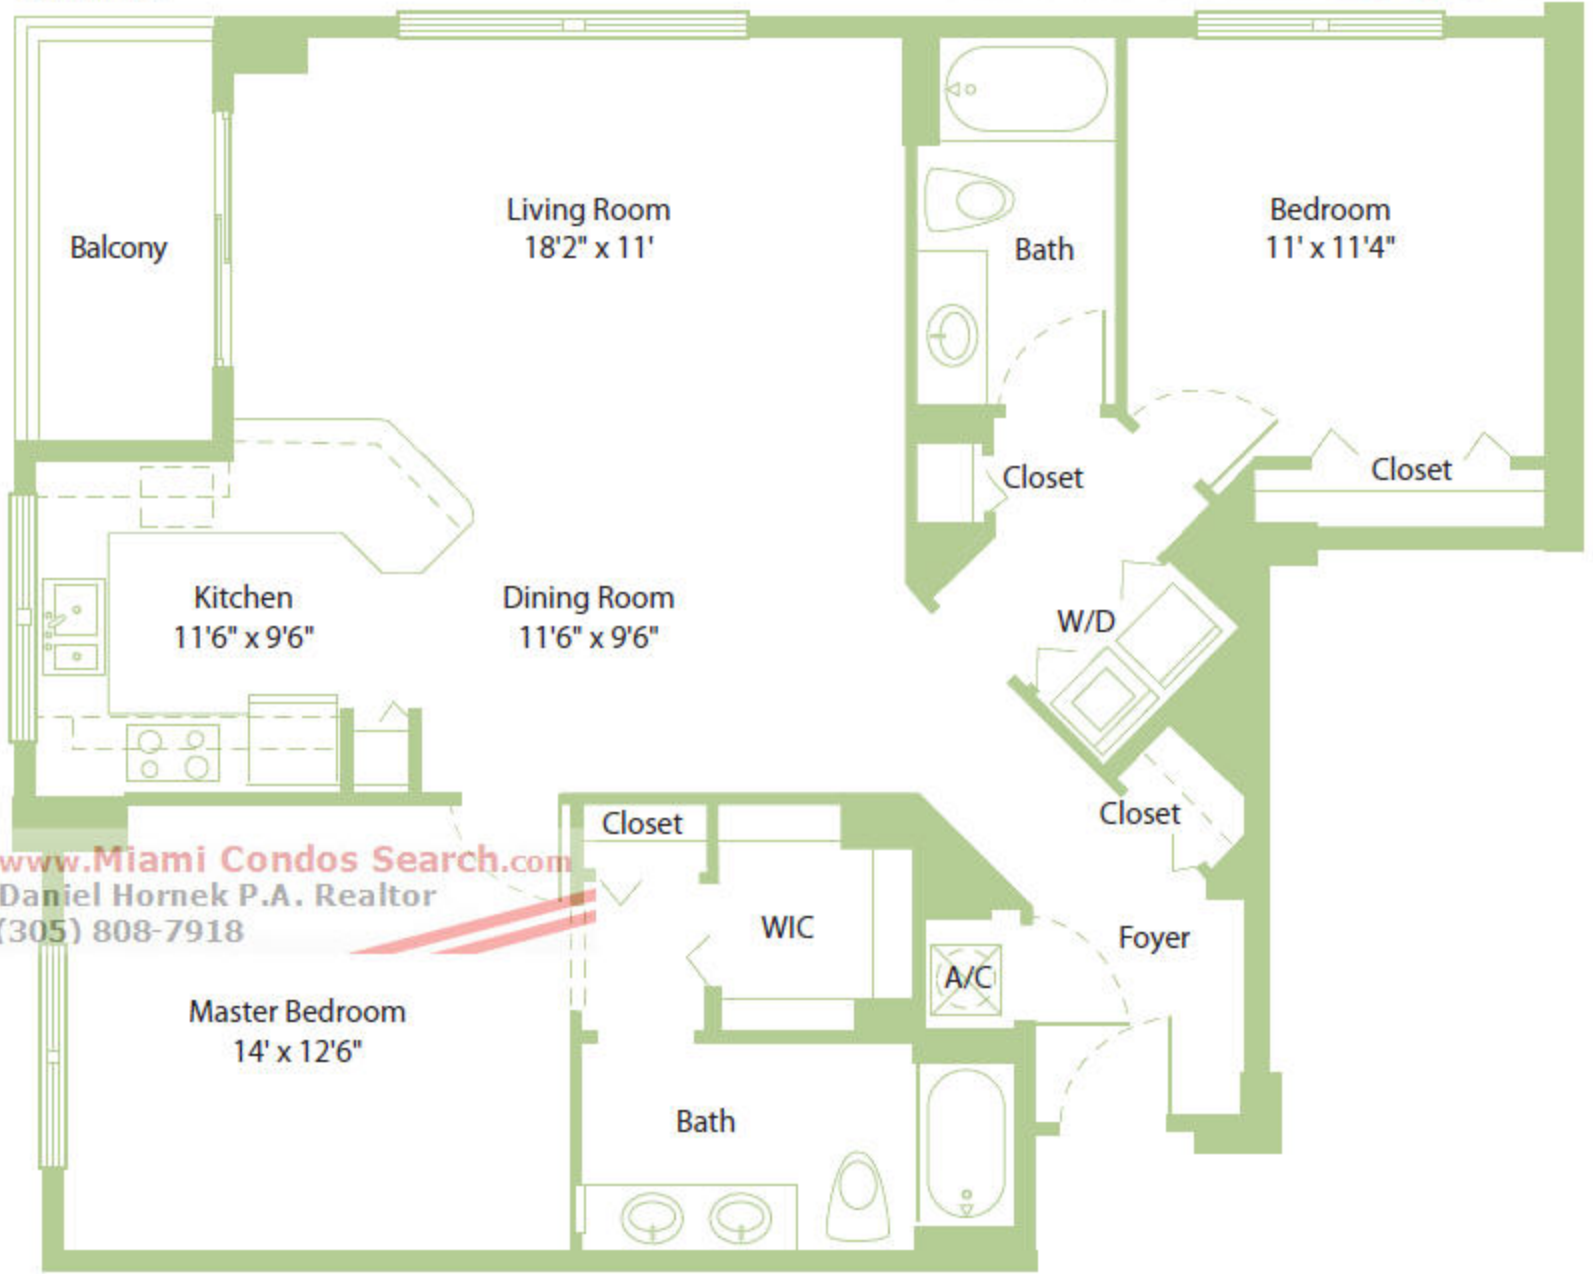 Living Room
18'2" x 11'
Bedroom
11' x 11'4"
Balcony
Bath
Closet
Closet
Kitchen
11'6" x 9'6"
Dining Room
11'6" x 9'6"
W/D
Closet
Closet
www.Miami Condos Search.com
Daniel Hornek P.A. Realtor
(305) 808-7918
WIC
Foyer
A/C
Master Bedroom
14' x 12'6"
Bath